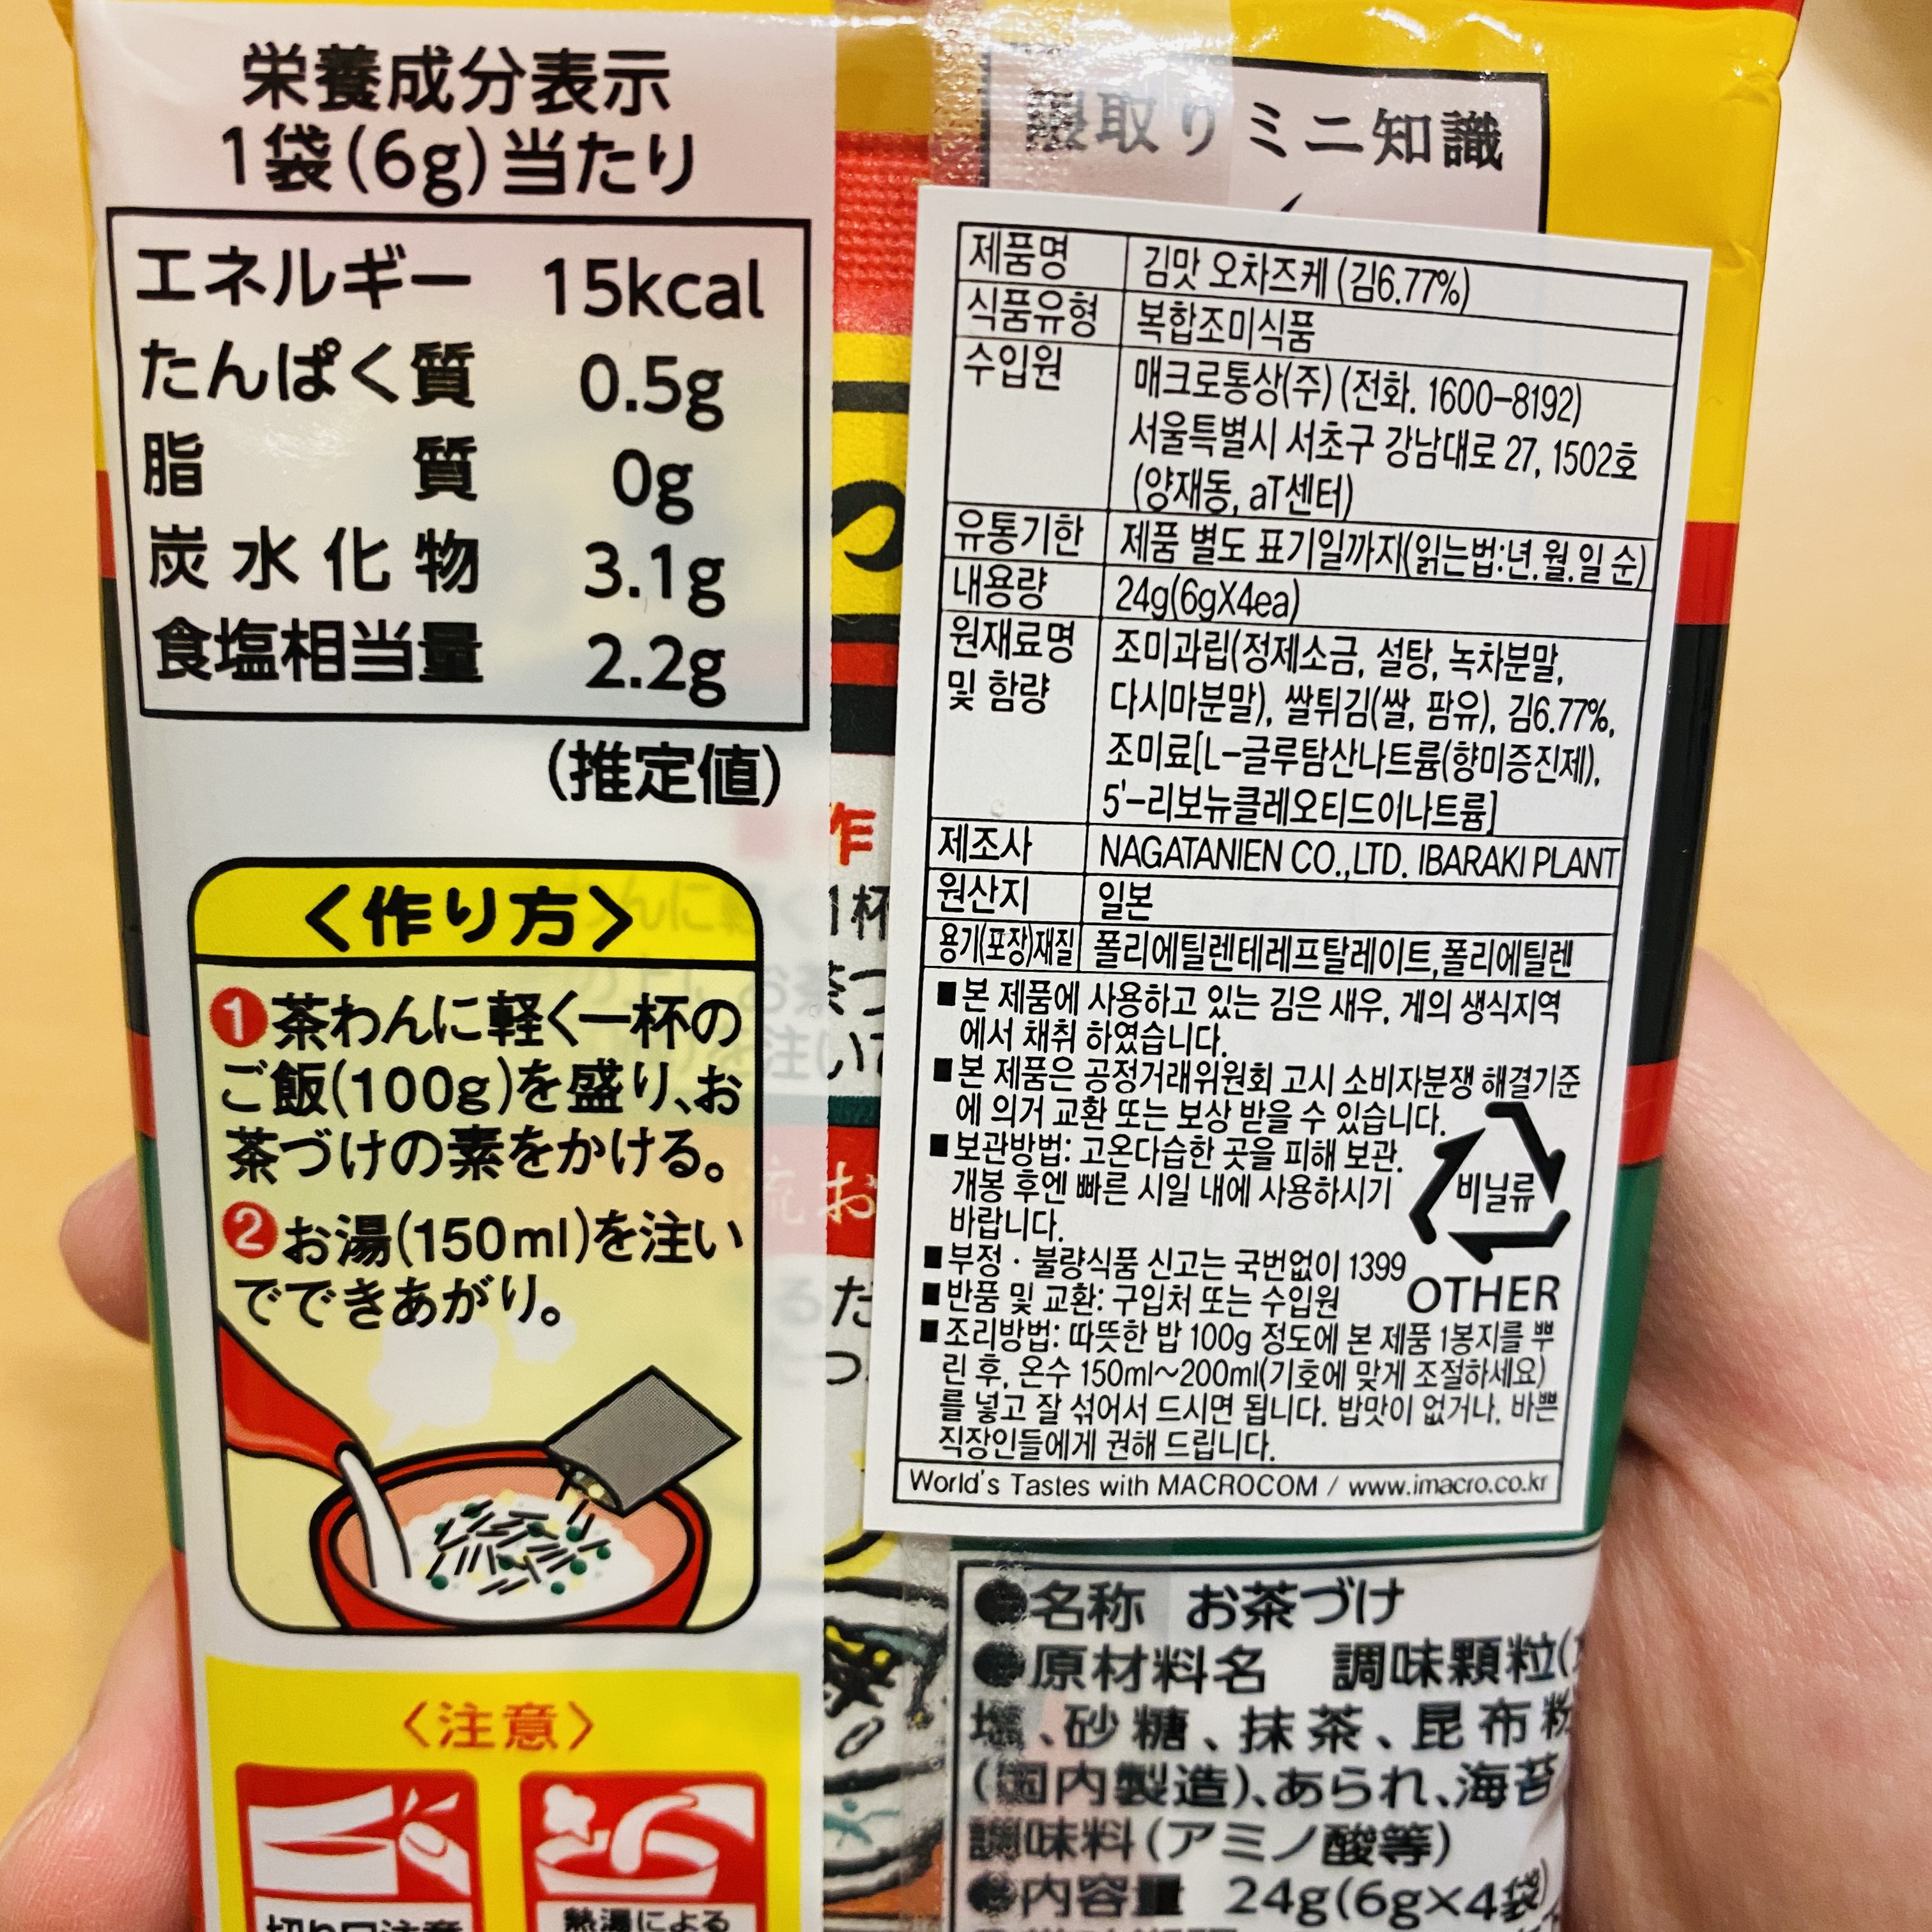 栄養成分表示
1袋(6g)当たり
エネルギー 15kcal
たんぱく質 0.5g
脂質 0g
炭水化物 3.1g
食塩相当量 2.2g
(推定値)
〈作り方〉
1 茶わんに軽く一杯の
ご飯(100g)を盛り、お
茶づけの素をかける。
2 お湯(150ml)を注い
でできあがり。
〈注意〉
切り口注意
熱湯による
取りミニ知識
つ
作
1杯
茶づ
いで
お
た
つ
제품명 김맛 오차즈케 (김6.77%)
식품유형 복합조미식품
수입원 매크로통상(주) (전화. 1600-8192)
서울특별시 서초구 강남대로 27, 1502호
(양재동, aT센터)
유통기한 제품 별도 표기일까지(읽는법:년.월.일 순)
내용량 24g(6gX4ea)
원재료명 및 함량 조미과립(정제소금, 설탕, 녹차분말,
다시마분말), 쌀튀김(쌀, 팜유), 김6.77%,
조미료[L-글루탐산나트륨(향미증진제),
5'-리보뉴클레오티드이나트륨]
제조사 NAGATANIEN CO.,LTD. IBARAKI PLANT
원산지 일본
용기(포장)재질 폴리에틸렌테레프탈레이트,폴리에틸렌
■본 제품에 사용하고 있는 김은 새우, 게의 생식지역
에서 채취 하였습니다.
■본 제품은 공정거래위원회 고시 소비자분쟁 해결기준
에 의거 교환 또는 보상 받을 수 있습니다.
■보관방법: 고온다습한 곳을 피해 보관.
개봉 후엔 빠른 시일 내에 사용하시기
바랍니다.
비닐류
OTHER
■부정·불량식품 신고는 국번없이 1399
■반품 및 교환: 구입처 또는 수입원
■조리방법: 따뜻한 밥 100g 정도에 본 제품 1봉지를 뿌
린 후, 온수 150ml~200ml(기호에 맞게 조절하세요)
를 넣고 잘 섞어서 드시면 됩니다. 밥맛이 없거나, 바쁜
직장인들에게 권해 드립니다.
World's Tastes with MACROCOM / www.imacro.co.kr
●名称 お茶づけ
●原材料名 調味顆粒(
塩、砂糖、抹茶、昆布粉
(国内製造)、あられ、海苔
調味料(アミノ酸等)
●内容量 24g(6g×4袋)